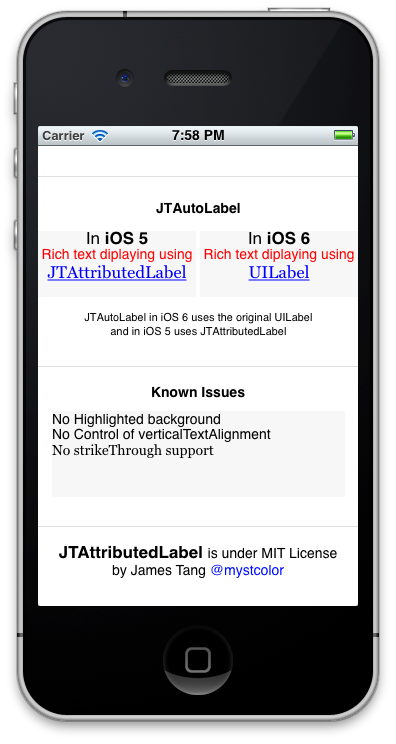 Carrier 7:58 PM
JTAutoLabel
In iOS 5
Rich text diplaying using
JTAttributedLabel
In iOS 6
Rich text diplaying using
UILabel
JTAutoLabel in iOS 6 uses the original UILabel
and in iOS 5 uses JTAttributedLabel
Known Issues
No Highlighted background
No Control of verticalTextAlignment
No strikeThrough support
JTAttributedLabel is under MIT License
by James Tang @mystcolor